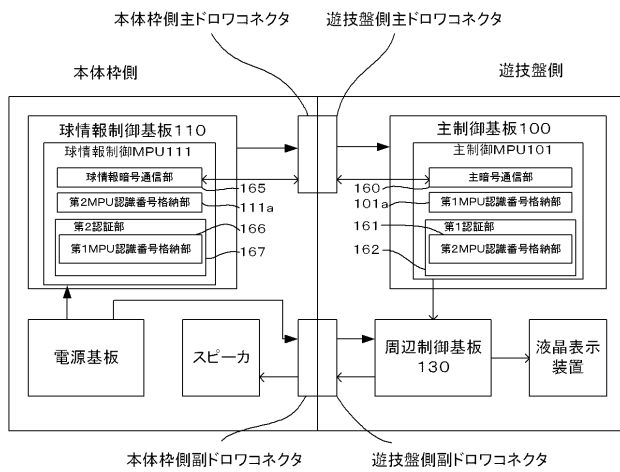 本体枠側主ドロワコネクタ
遊技盤側主ドロワコネクタ
本体枠側
遊技盤側
球情報制御基板110
球情報制御MPU111
球情報暗号通信部
165
第2MPU認識番号格納部
111a
第2認証部
166
第1MPU認識番号格納部
167
主制御基板100
主制御MPU101
主暗号通信部
160
第1MPU認識番号格納部
101a
161
第1認証部
162
第2MPU認識番号格納部
電源基板
スピーカ
周辺制御基板
130
液晶表示
装置
本体枠側副ドロワコネクタ
遊技盤側副ドロワコネクタ